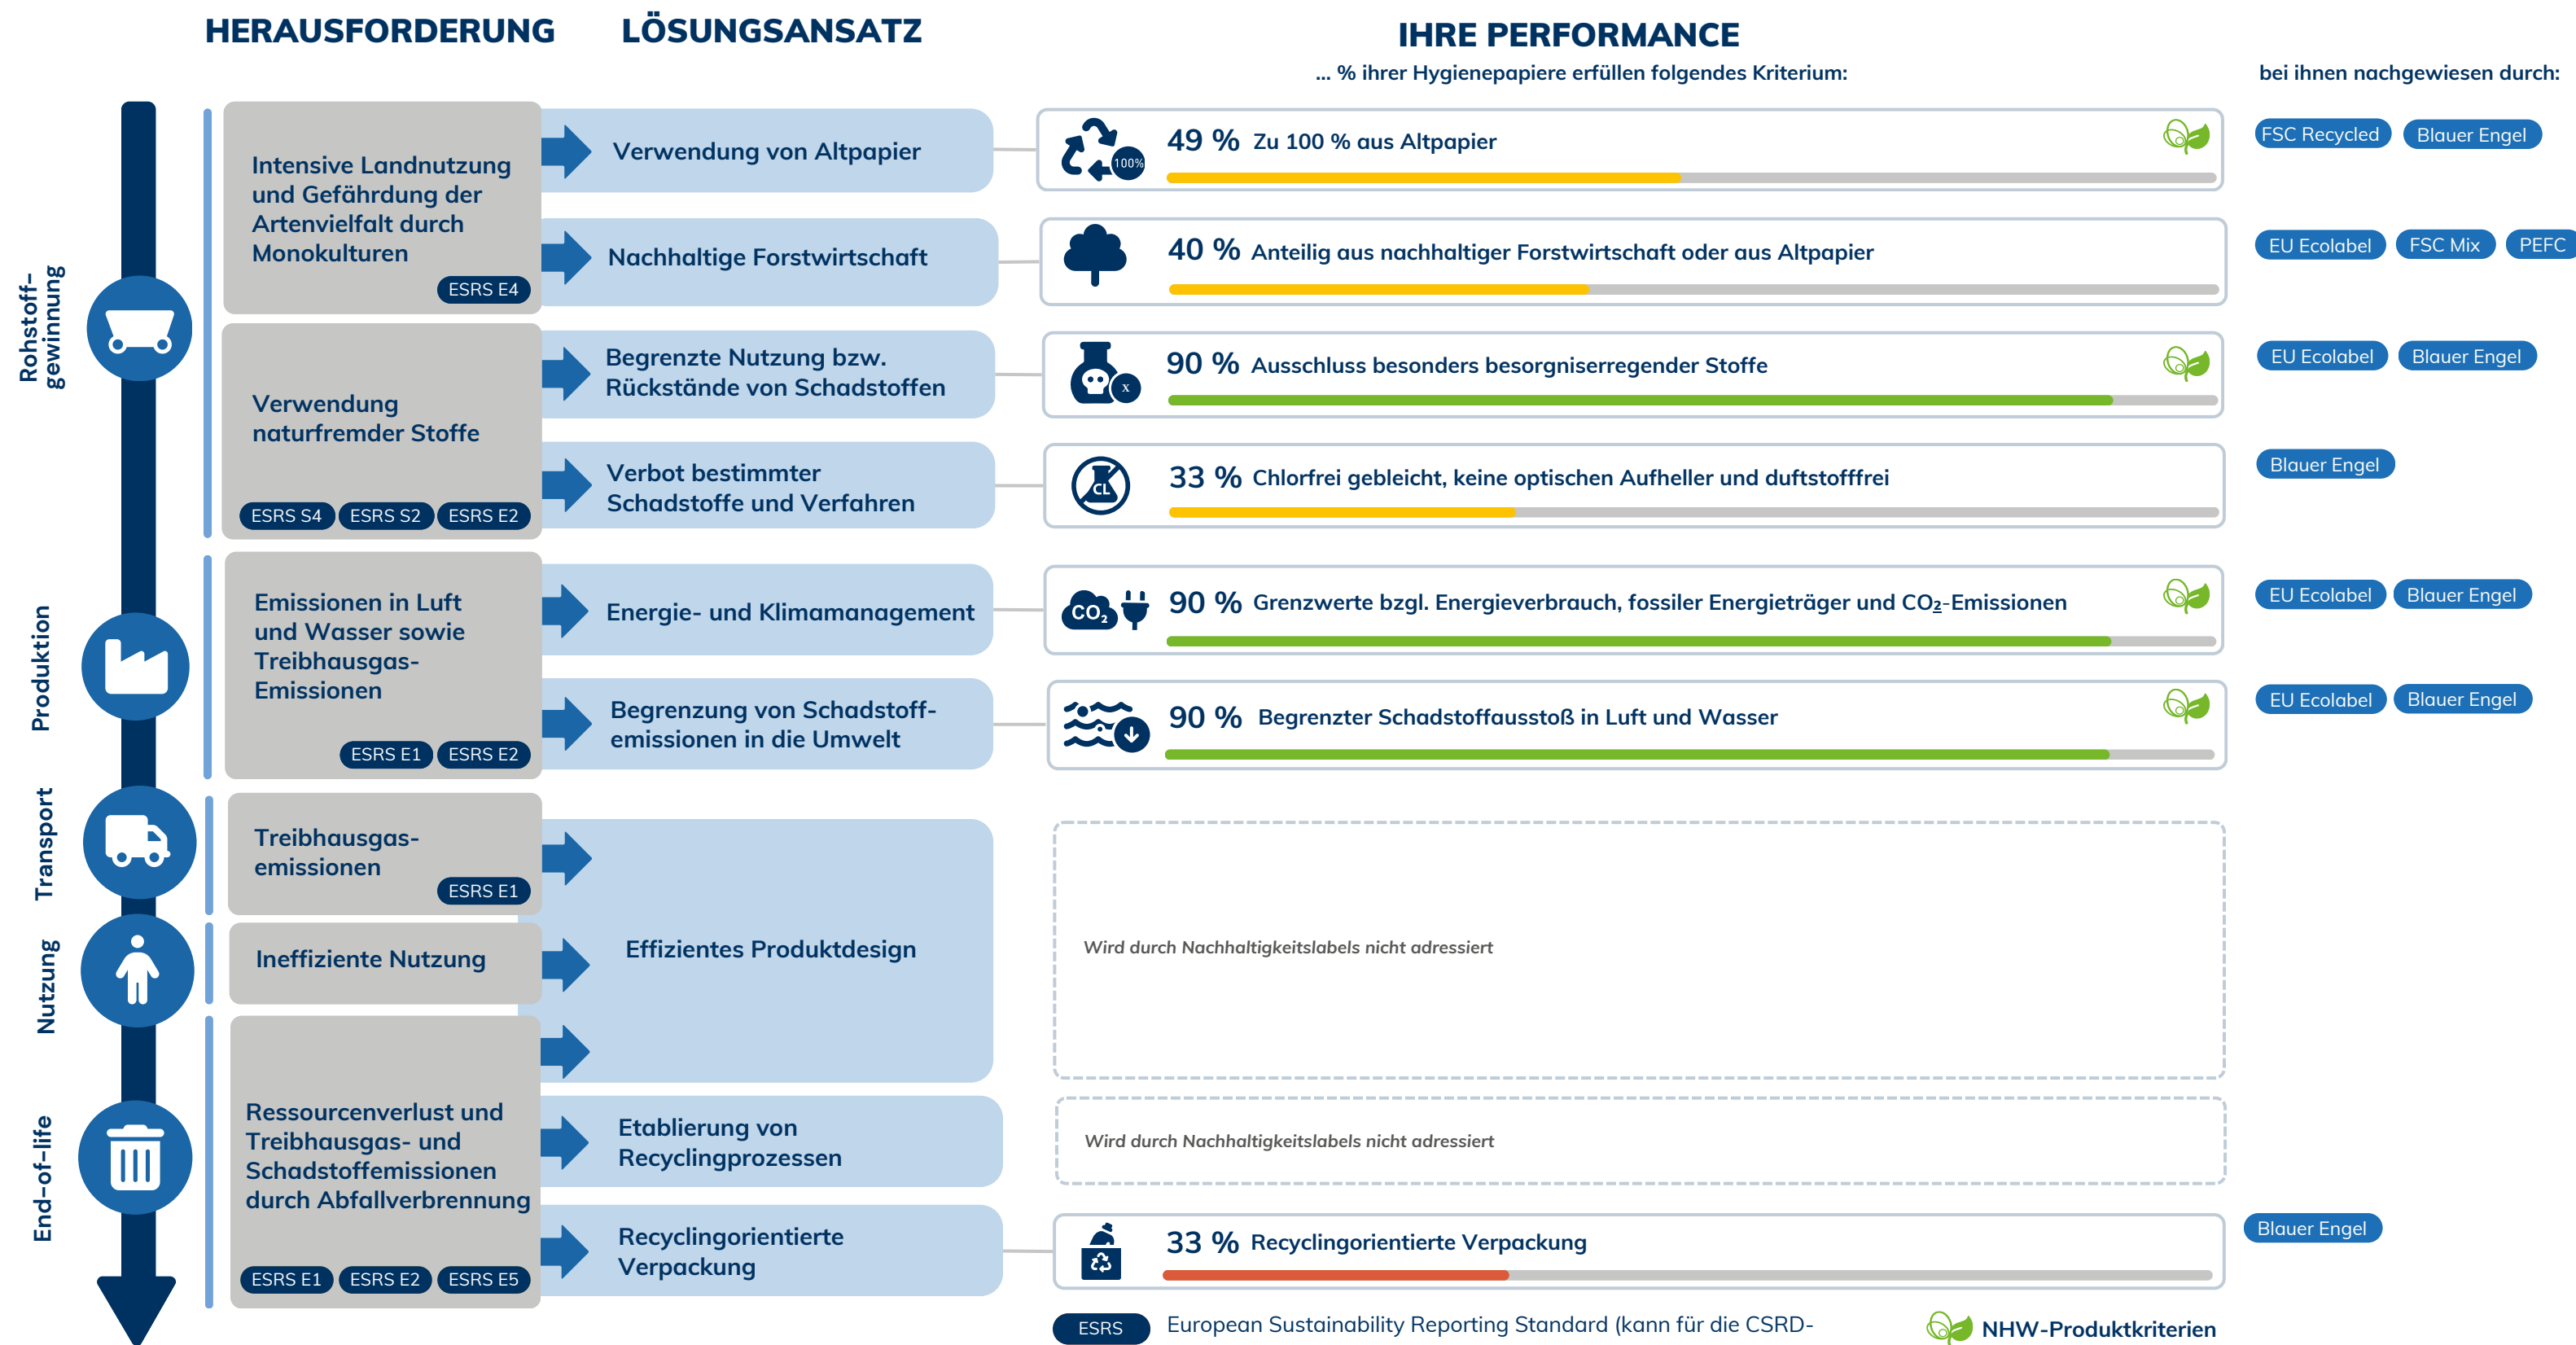 HERAUSFORDERUNG
LÖSUNGSANSATZ
IHRE PERFORMANCE
... % ihrer Hygienepapiere erfüllen folgendes Kriterium:
bei ihnen nachgewiesen durch:
Rohstoff-
gewinnung
Intensive Landnutzung
und Gefährdung der
Artenvielfalt durch
Monokulturen
ESRS E4
Verwendung von Altpapier
100%
49 % Zu 100 % aus Altpapier
FSC Recycled
Blauer Engel
Nachhaltige Forstwirtschaft
40 % Anteilig aus nachhaltiger Forstwirtschaft oder aus Altpapier
EU Ecolabel
FSC Mix
PEFC
Verwendung
naturfremder Stoffe
ESRS S4
ESRS S2
ESRS E2
Begrenzte Nutzung bzw.
Rückstände von Schadstoffen
x
90 % Ausschluss besonders besorgniserregender Stoffe
EU Ecolabel
Blauer Engel
Verbot bestimmter
Schadstoffe und Verfahren
CL
33 % Chlorfrei gebleicht, keine optischen Aufheller und duftstofffrei
Blauer Engel
Produktion
Emissionen in Luft
und Wasser sowie
Treibhausgas-
Emissionen
ESRS E1
ESRS E2
Energie- und Klimamanagement
CO₂
90 % Grenzwerte bzgl. Energieverbrauch, fossiler Energieträger und CO₂-Emissionen
EU Ecolabel
Blauer Engel
Begrenzung von Schadstoff-
emissionen in die Umwelt
90 % Begrenzter Schadstoffausstoß in Luft und Wasser
EU Ecolabel
Blauer Engel
Transport
Treibhausgas-
emissionen
ESRS E1
Nutzung
Ineffiziente Nutzung
Effizientes Produktdesign
Wird durch Nachhaltigkeitslabels nicht adressiert
End-of-life
Ressourcenverlust und
Treibhausgas- und
Schadstoffemissionen
durch Abfallverbrennung
ESRS E1
ESRS E2
ESRS E5
Etablierung von
Recyclingprozessen
Wird durch Nachhaltigkeitslabels nicht adressiert
Recyclingorientierte
Verpackung
33 % Recyclingorientierte Verpackung
Blauer Engel
ESRS
European Sustainability Reporting Standard (kann für die CSRD-
NHW-Produktkriterien